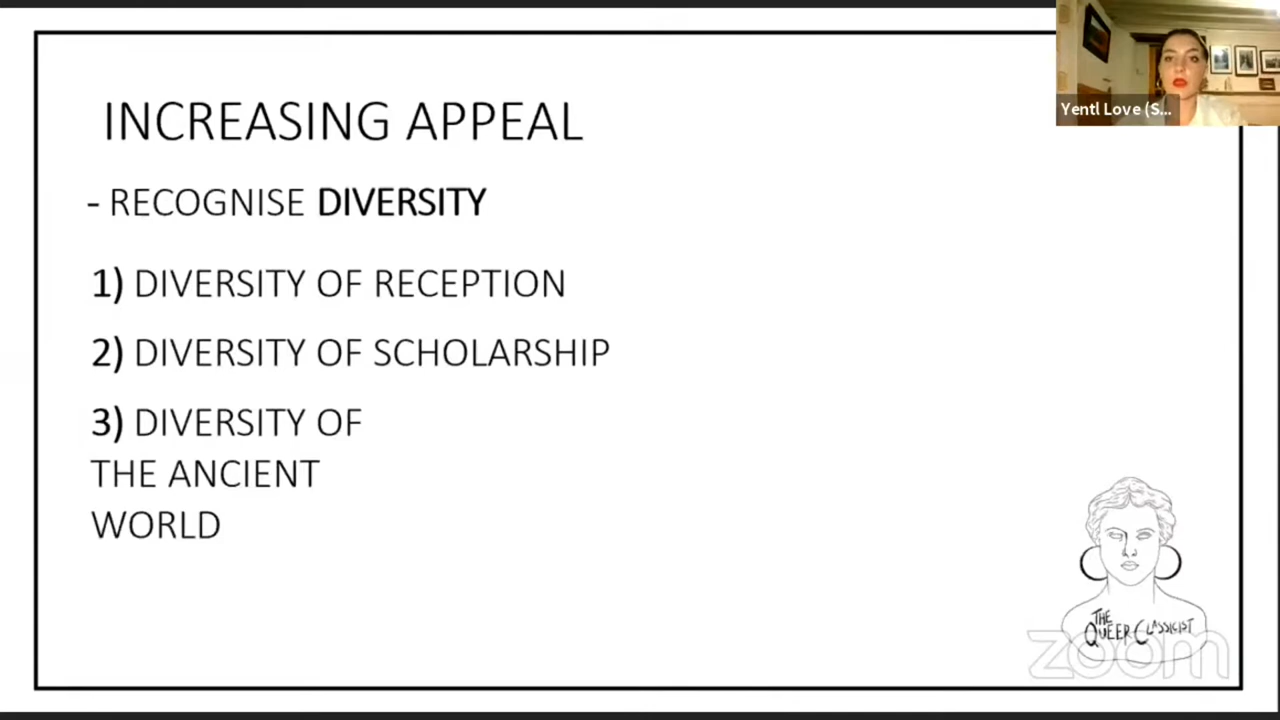 Yentl Love (S...
INCREASING APPEAL
- RECOGNISE DIVERSITY
1) DIVERSITY OF RECEPTION
2) DIVERSITY OF SCHOLARSHIP
3) DIVERSITY OF
THE ANCIENT
WORLD
THE
QUEER CLASSICIST
zoom